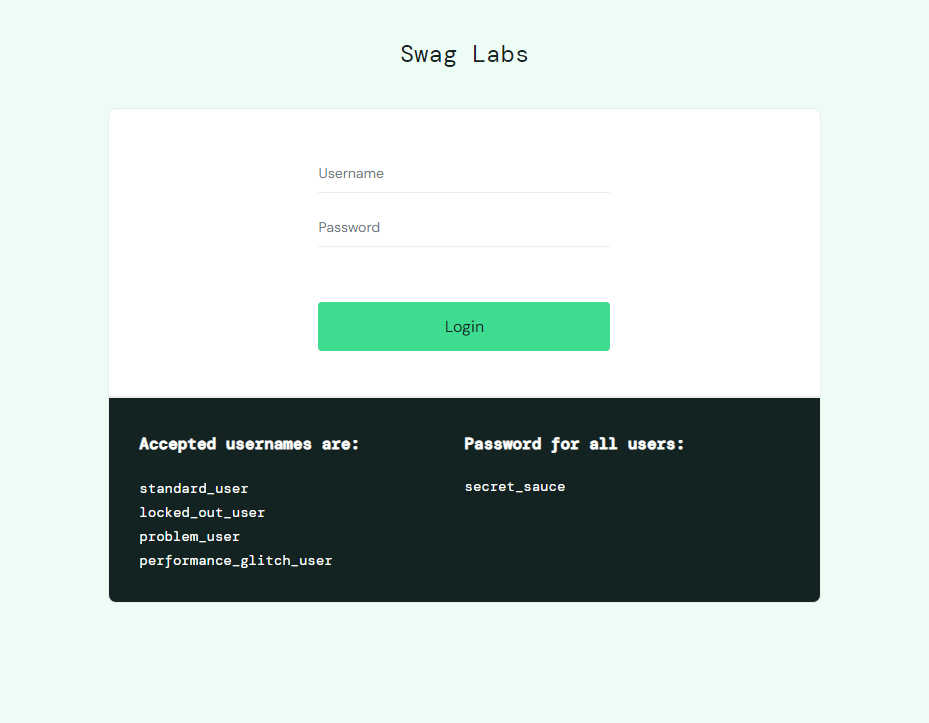 Swag Labs
Username
Password
Login
Accepted usernames are:
standard_user
locked_out_user
problem_user
performance_glitch_user
Password for all users:
secret_sauce